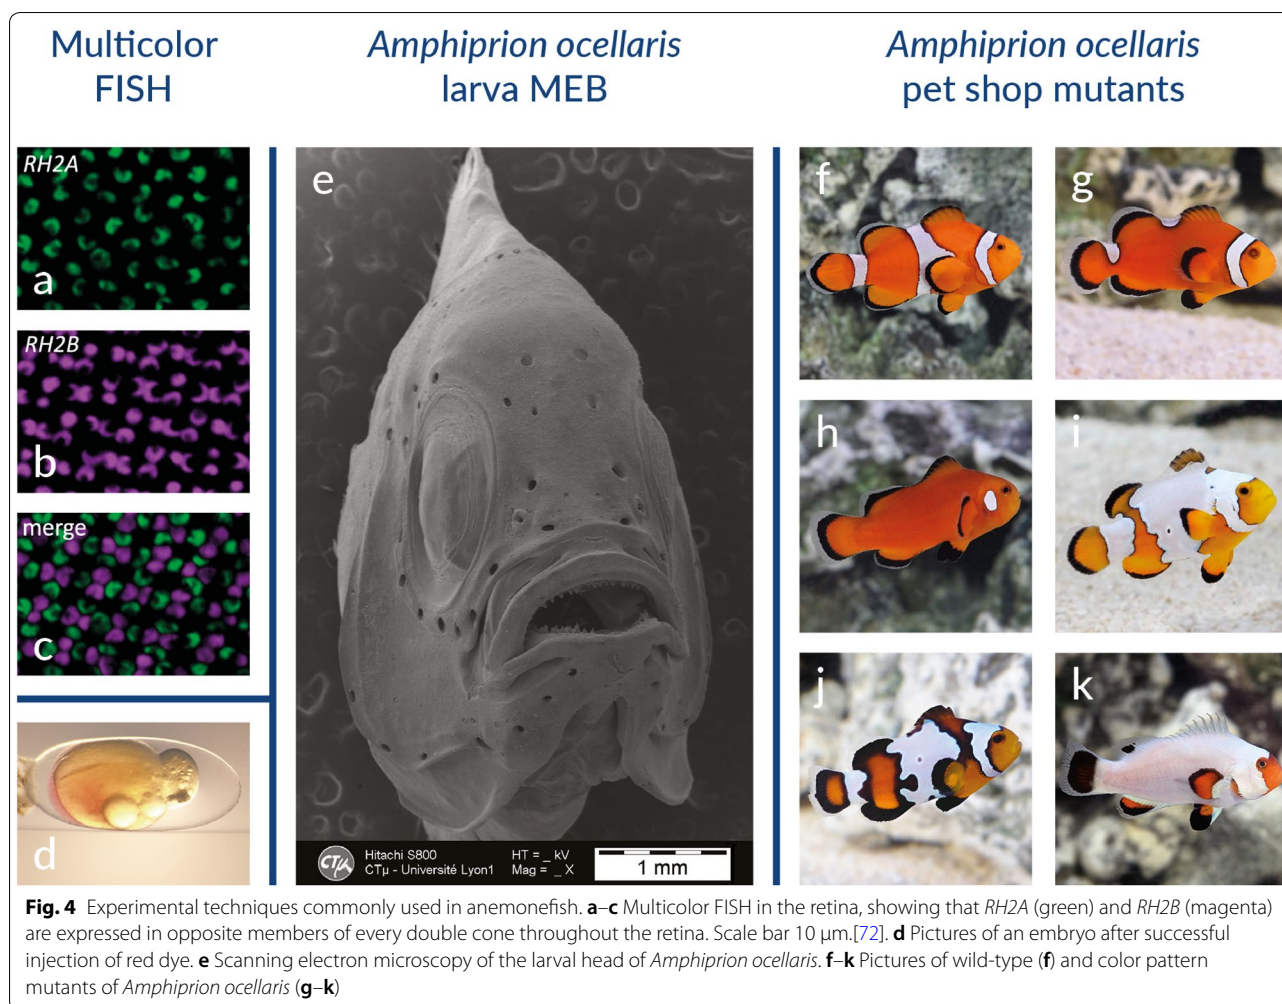 Multicolor
FISH
Amphiprion ocellaris
larva MEB
Amphiprion ocellaris
pet shop mutants
RH2A
a
RH2B
b
merge
c
d
e
CTμ
Hitachi S800
CTμ - Université Lyon1
HT = _ kV
Mag = _ X
1 mm
f
g
h
i
j
k
Fig. 4 Experimental techniques commonly used in anemonefish. a–c Multicolor FISH in the retina, showing that RH2A (green) and RH2B (magenta)
are expressed in opposite members of every double cone throughout the retina. Scale bar 10 μm.[72]. d Pictures of an embryo after successful
injection of red dye. e Scanning electron microscopy of the larval head of Amphiprion ocellaris. f–k Pictures of wild-type (f) and color pattern
mutants of Amphiprion ocellaris (g–k)